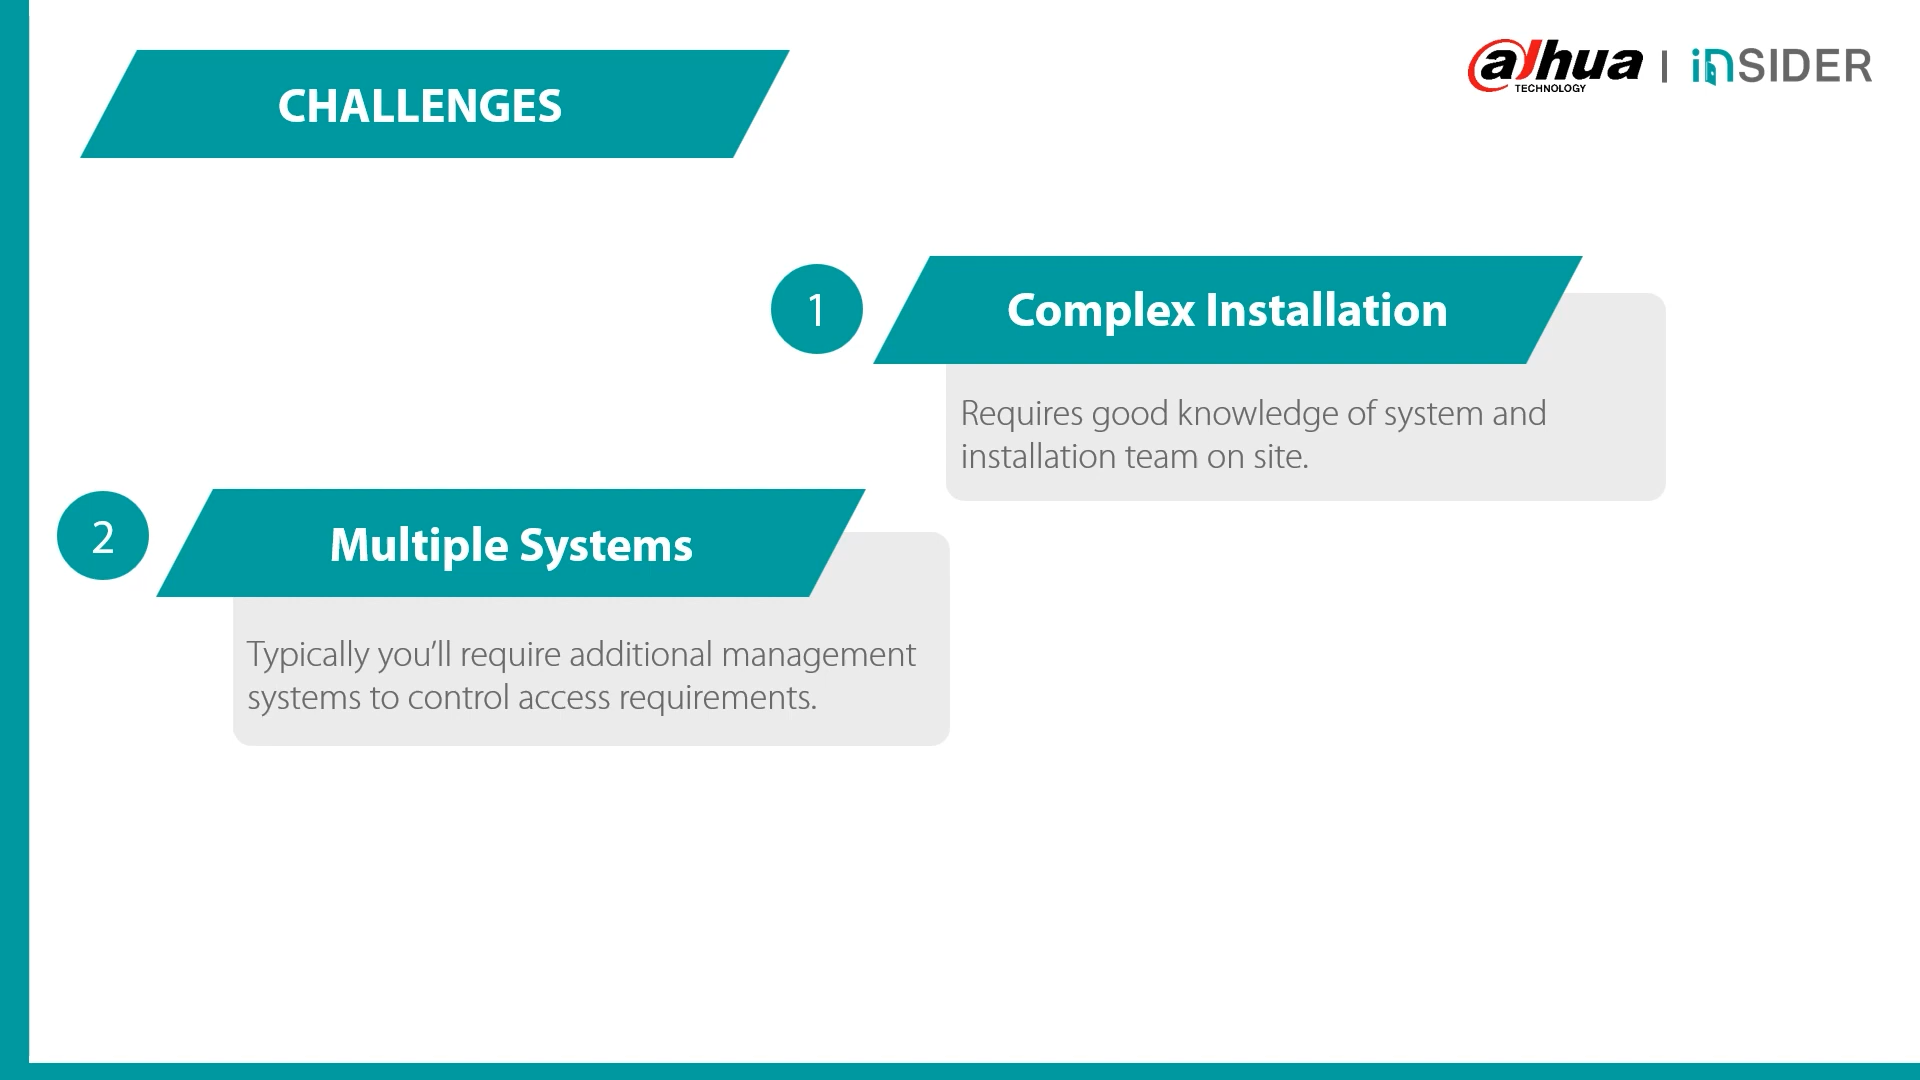 CHALLENGES
alhua
TECHNOLOGY
inSIDER
1
Complex Installation
Requires good knowledge of system and
installation team on site.
2
Multiple Systems
Typically you’ll require additional management
systems to control access requirements.